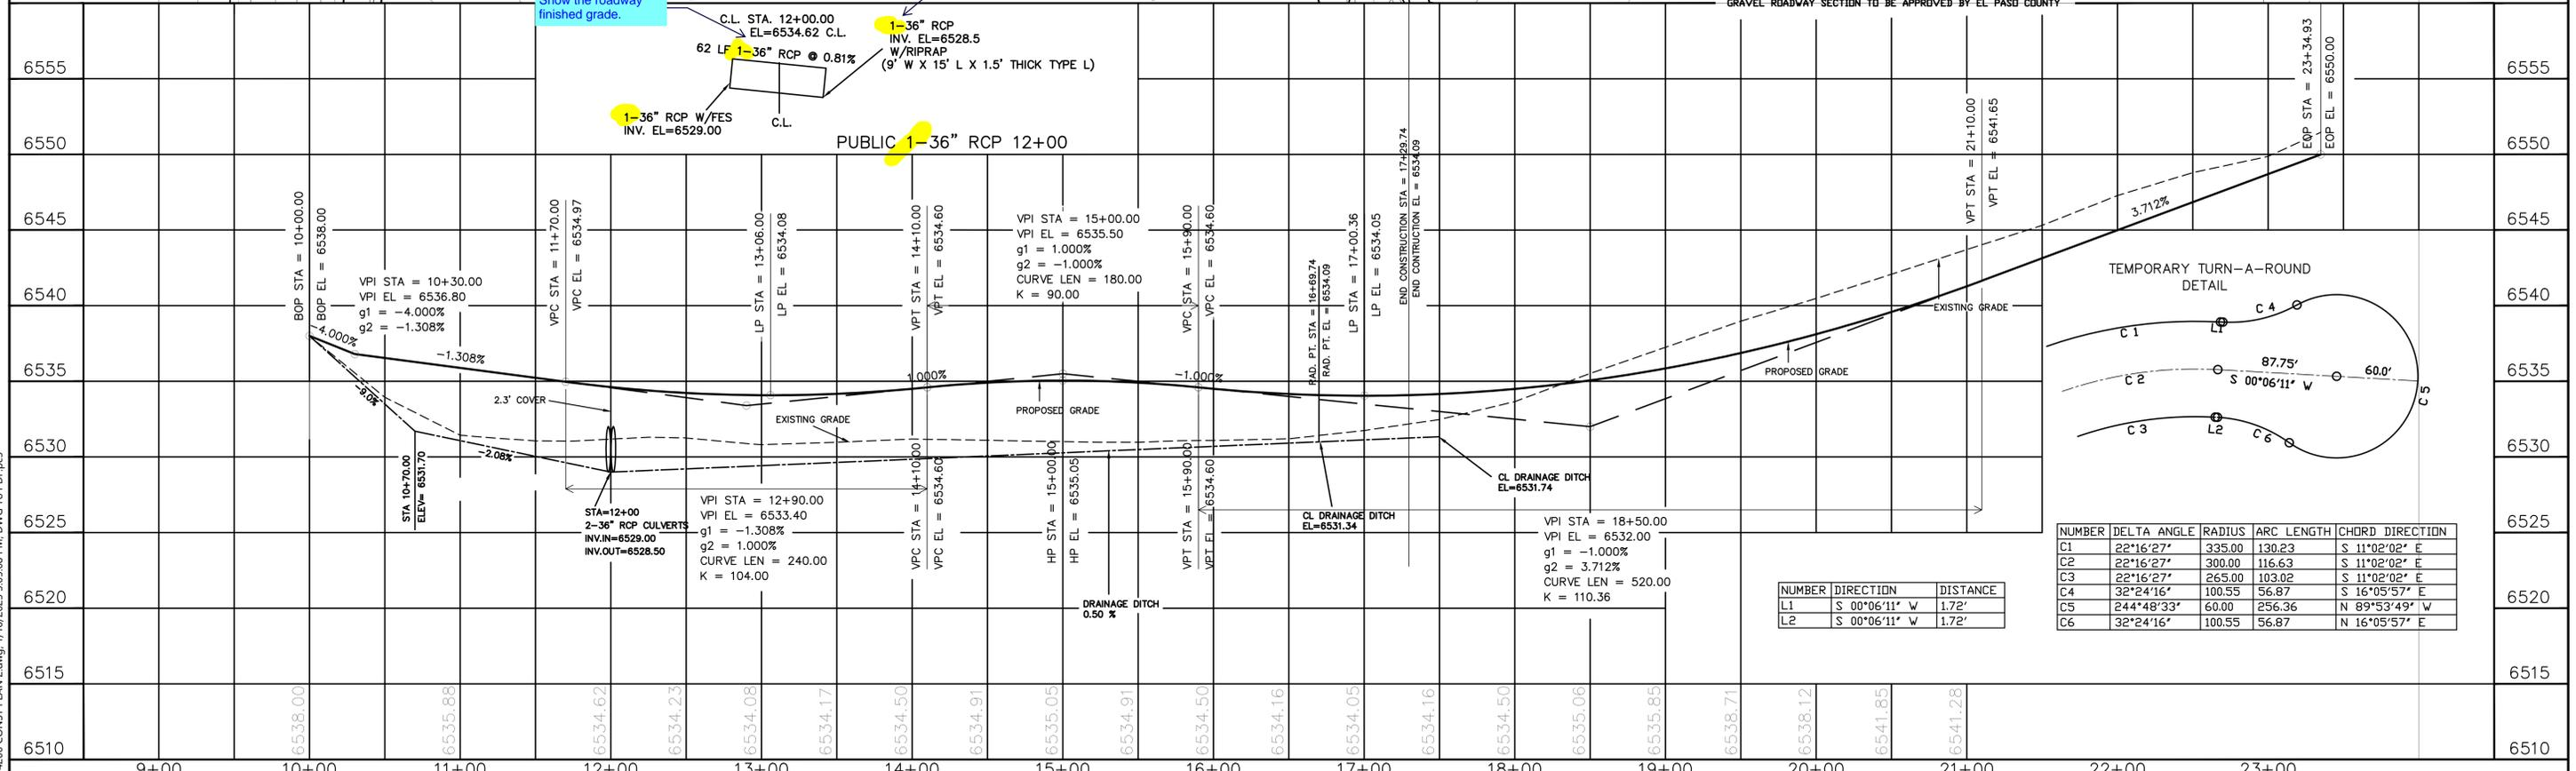 Show the roadway
finished grade.
C.L. STA. 12+00.00
EL=6534.62 C.L.
62 LF 1-36" RCP @ 0.81%
1-36" RCP
INV. EL=6528.5
W/RIPRAP
(9' W X 15' L X 1.5' THICK TYPE L)
1-36" RCP W/FES
INV. EL=6529.00
C.L.
PUBLIC 1-36" RCP 12+00
GRAVEL ROADWAY SECTION TO BE APPROVED BY EL PASO COUNTY
6555
6550
6545
6540
6535
6530
6525
6520
6515
6510
BOP STA = 10+00.00
BOP EL = 6538.00
VPI STA = 10+30.00
VPI EL = 6536.80
g1 = -4.000%
g2 = -1.308%
-4.000%
-1.308%
-9.0%
-2.08%
STA 10+70.00
ELEV= 6531.70
VPC STA = 11+70.00
VPC EL = 6534.97
2.3' COVER
STA=12+00
2-36" RCP CULVERTS
INV.IN=6529.00
INV.OUT=6528.50
LP STA = 13+06.00
LP EL = 6534.08
VPI STA = 12+90.00
VPI EL = 6533.40
g1 = -1.308%
g2 = 1.000%
CURVE LEN = 240.00
K = 104.00
EXISTING GRADE
VPT STA = 14+10.00
VPT EL = 6534.60
1.000%
VPC STA = 14+10.00
VPC EL = 6534.60
VPI STA = 15+00.00
VPI EL = 6535.50
g1 = 1.000%
g2 = -1.000%
CURVE LEN = 180.00
K = 90.00
PROPOSED GRADE
HP STA = 15+00.00
HP EL = 6535.05
DRAINAGE DITCH
0.50 %
VPC STA = 15+90.00
VPC EL = 6534.60
-1.000%
VPT STA = 15+90.00
VPT EL = 6534.60
RAD. PT. STA = 16+69.74
RAD. PT. EL = 6534.09
LP STA = 17+00.36
LP EL = 6534.05
END CONSTRUCTION STA = 17+29.74
END CONTRUCTION EL = 6534.09
CL DRAINAGE DITCH
EL=6531.34
CL DRAINAGE DITCH
EL=6531.74
VPI STA = 18+50.00
VPI EL = 6532.00
g1 = -1.000%
g2 = 3.712%
CURVE LEN = 520.00
K = 110.36
PROPOSED GRADE
EXISTING GRADE
VPT STA = 21+10.00
VPT EL = 6541.65
3.712%
EOP STA = 23+34.93
EOP EL = 6550.00
TEMPORARY TURN-A-ROUND
DETAIL
C 1
L1
C 4
C 2
87.75'
S 00°06'11" W
60.0'
C 5
C 3
L2
C 6
NUMBER DIRECTION DISTANCE
L1 S 00°06'11" W 1.72'
L2 S 00°06'11" W 1.72'
NUMBER DELTA ANGLE RADIUS ARC LENGTH CHORD DIRECTION
C1 22°16'27" 335.00 130.23 S 11°02'02" E
C2 22°16'27" 300.00 116.63 S 11°02'02" E
C3 22°16'27" 265.00 103.02 S 11°02'02" E
C4 32°24'16" 100.55 56.87 S 16°05'57" E
C5 244°48'33" 60.00 256.36 N 89°53'49" W
C6 32°24'16" 100.55 56.87 N 16°05'57" E
6555
6550
6545
6540
6535
6530
6525
6520
6515
6510
6538.00
6535.88
6534.62
6534.23
6534.08
6534.17
6534.50
6534.91
6535.05
6534.91
6534.50
6534.16
6534.05
6534.16
6534.50
6535.06
6535.85
6538.71
6538.12
6541.85
6541.28
9+00 10+00 11+00 12+00 13+00 14+00 15+00 16+00 17+00 18+00 19+00 20+00 21+00 22+00 23+00